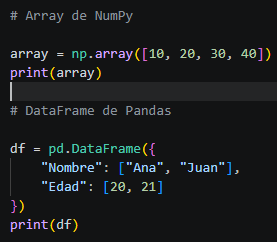 # Array de NumPy
array = np.array([10, 20, 30, 40])
print(array)
# DataFrame de Pandas
df = pd.DataFrame({
    "Nombre": ["Ana", "Juan"],
    "Edad": [20, 21]
})
print(df)